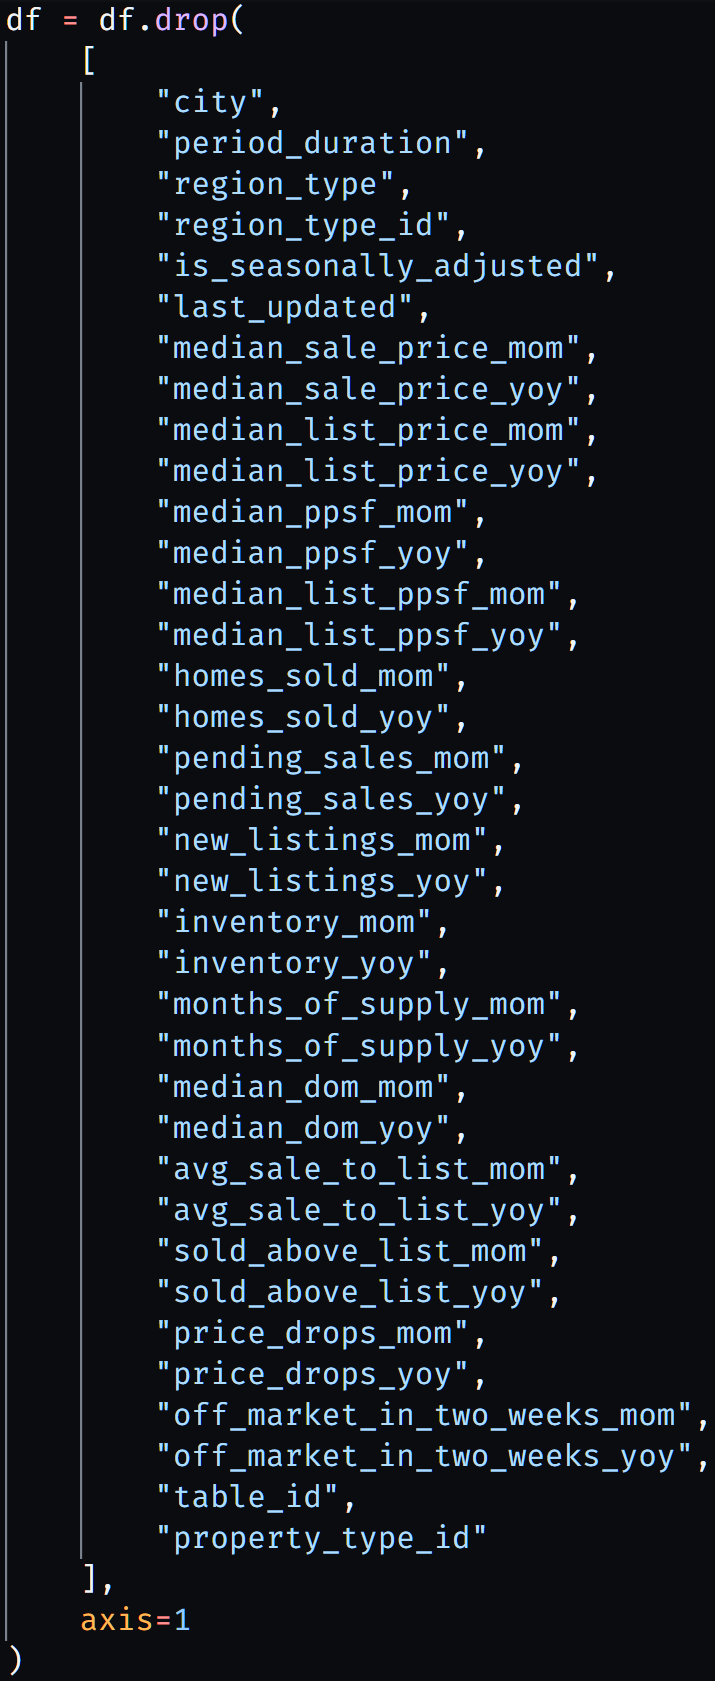 df = df.drop(
    [
        "city",
        "period_duration",
        "region_type",
        "region_type_id",
        "is_seasonally_adjusted",
        "last_updated",
        "median_sale_price_mom",
        "median_sale_price_yoy",
        "median_list_price_mom",
        "median_list_price_yoy",
        "median_ppsf_mom",
        "median_ppsf_yoy",
        "median_list_ppsf_mom",
        "median_list_ppsf_yoy",
        "homes_sold_mom",
        "homes_sold_yoy",
        "pending_sales_mom",
        "pending_sales_yoy",
        "new_listings_mom",
        "new_listings_yoy",
        "inventory_mom",
        "inventory_yoy",
        "months_of_supply_mom",
        "months_of_supply_yoy",
        "median_dom_mom",
        "median_dom_yoy",
        "avg_sale_to_list_mom",
        "avg_sale_to_list_yoy",
        "sold_above_list_mom",
        "sold_above_list_yoy",
        "price_drops_mom",
        "price_drops_yoy",
        "off_market_in_two_weeks_mom",
        "off_market_in_two_weeks_yoy",
        "table_id",
        "property_type_id"
    ],
    axis=1
)